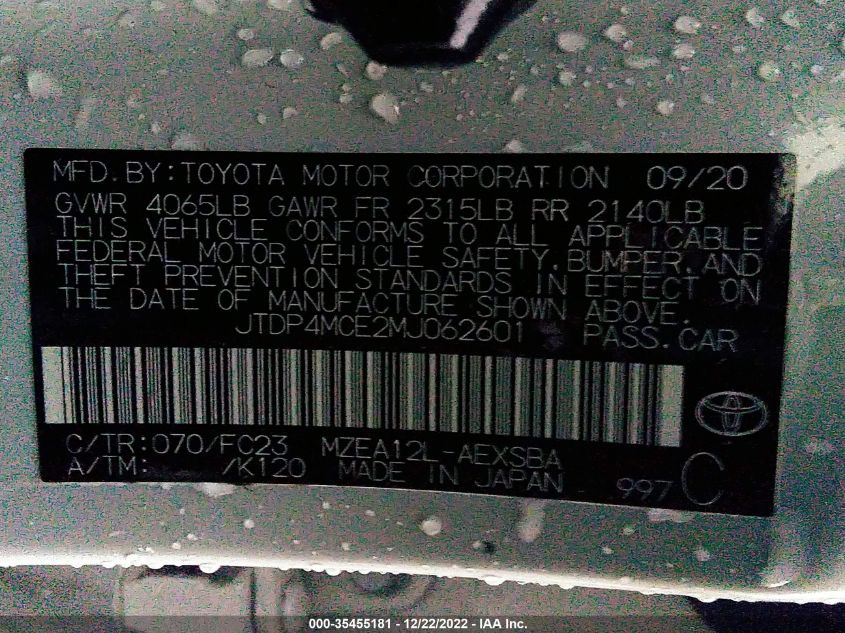 MFD. BY: TOYOTA MOTOR CORPORATION 09/20
GVWR 4065LB GAWR FR 2315LB RR 2140LB
THIS VEHICLE CONFORMS TO ALL APPLICABLE
FEDERAL MOTOR VEHICLE SAFETY, BUMPER, AND
THEFT PREVENTION STANDARDS IN EFFECT ON
THE DATE OF MANUFACTURE SHOWN ABOVE.
JTDP4MCE2MJ062601 PASS. CAR
C/TR: 070/FC23 MZEA12L-AEXSBA
A/TM: /K120 MADE IN JAPAN 997 C
000-35455181 - 12/22/2022 - IAA Inc.